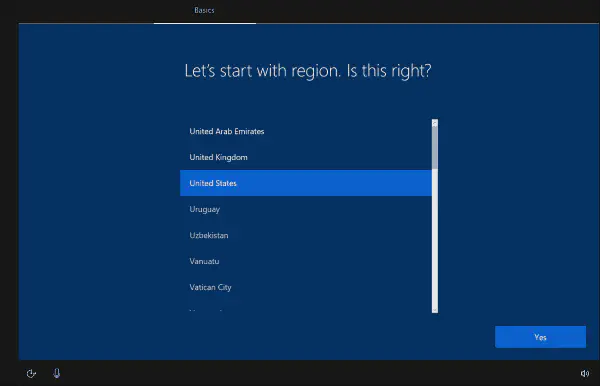 Basics
Let's start with region. Is this right?
United Arab Emirates
United Kingdom
United States
Uruguay
Uzbekistan
Vanuatu
Vatican City
Yes